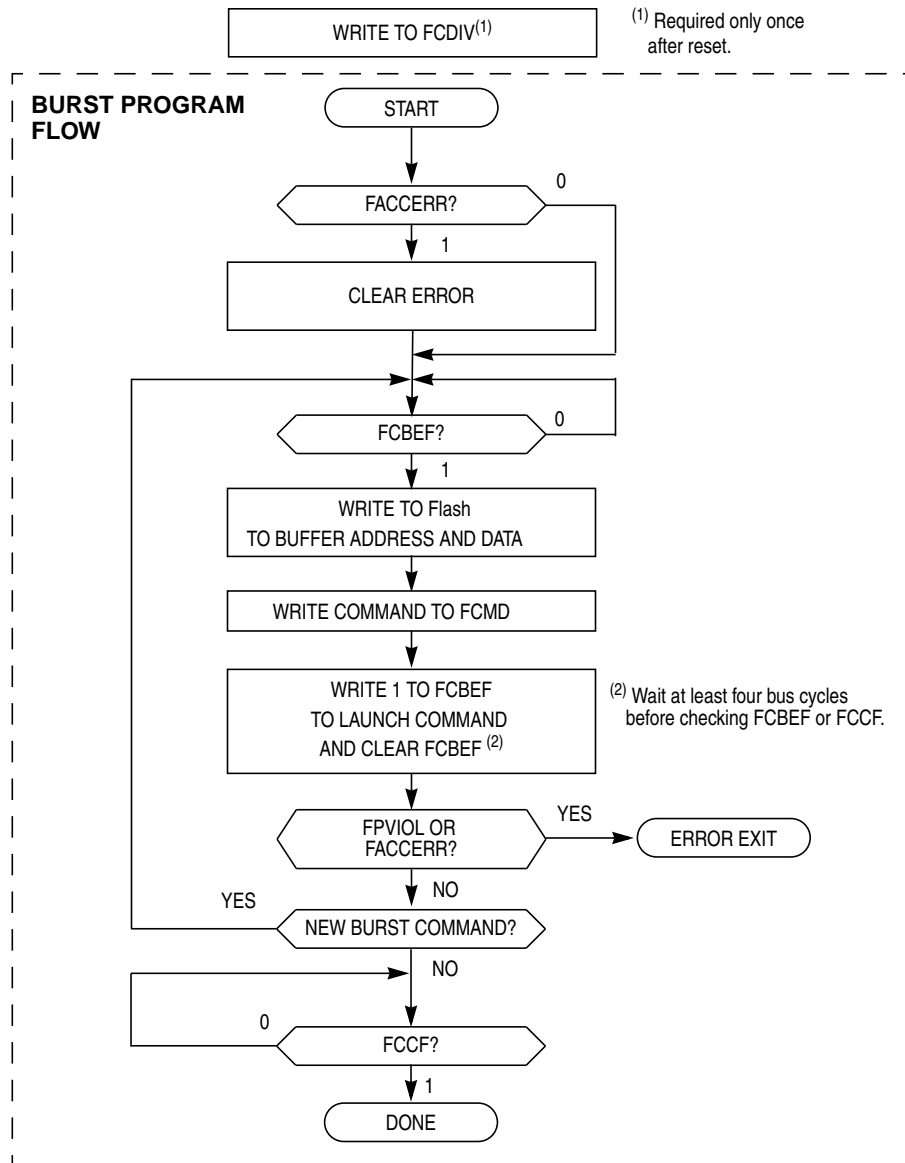 WRITE TO FCDIV(1)
(1) Required only once
after reset.
BURST PROGRAM
FLOW
START
0
FACCERR?
1
CLEAR ERROR
0
FCBEF?
1
WRITE TO Flash
TO BUFFER ADDRESS AND DATA
WRITE COMMAND TO FCMD
WRITE 1 TO FCBEF
TO LAUNCH COMMAND
AND CLEAR FCBEF (2)
(2) Wait at least four bus cycles
before checking FCBEF or FCCF.
YES
FPVIOL OR
FACCERR?
ERROR EXIT
NO
YES
NEW BURST COMMAND?
NO
0
FCCF?
1
DONE